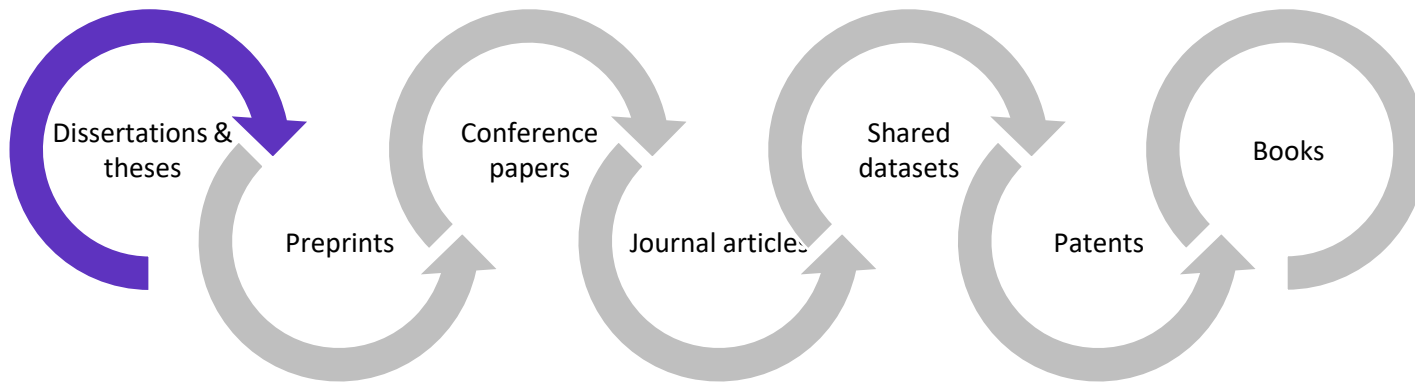 Dissertations &
theses
Preprints
Conference
papers
Journal articles
Shared
datasets
Patents
Books